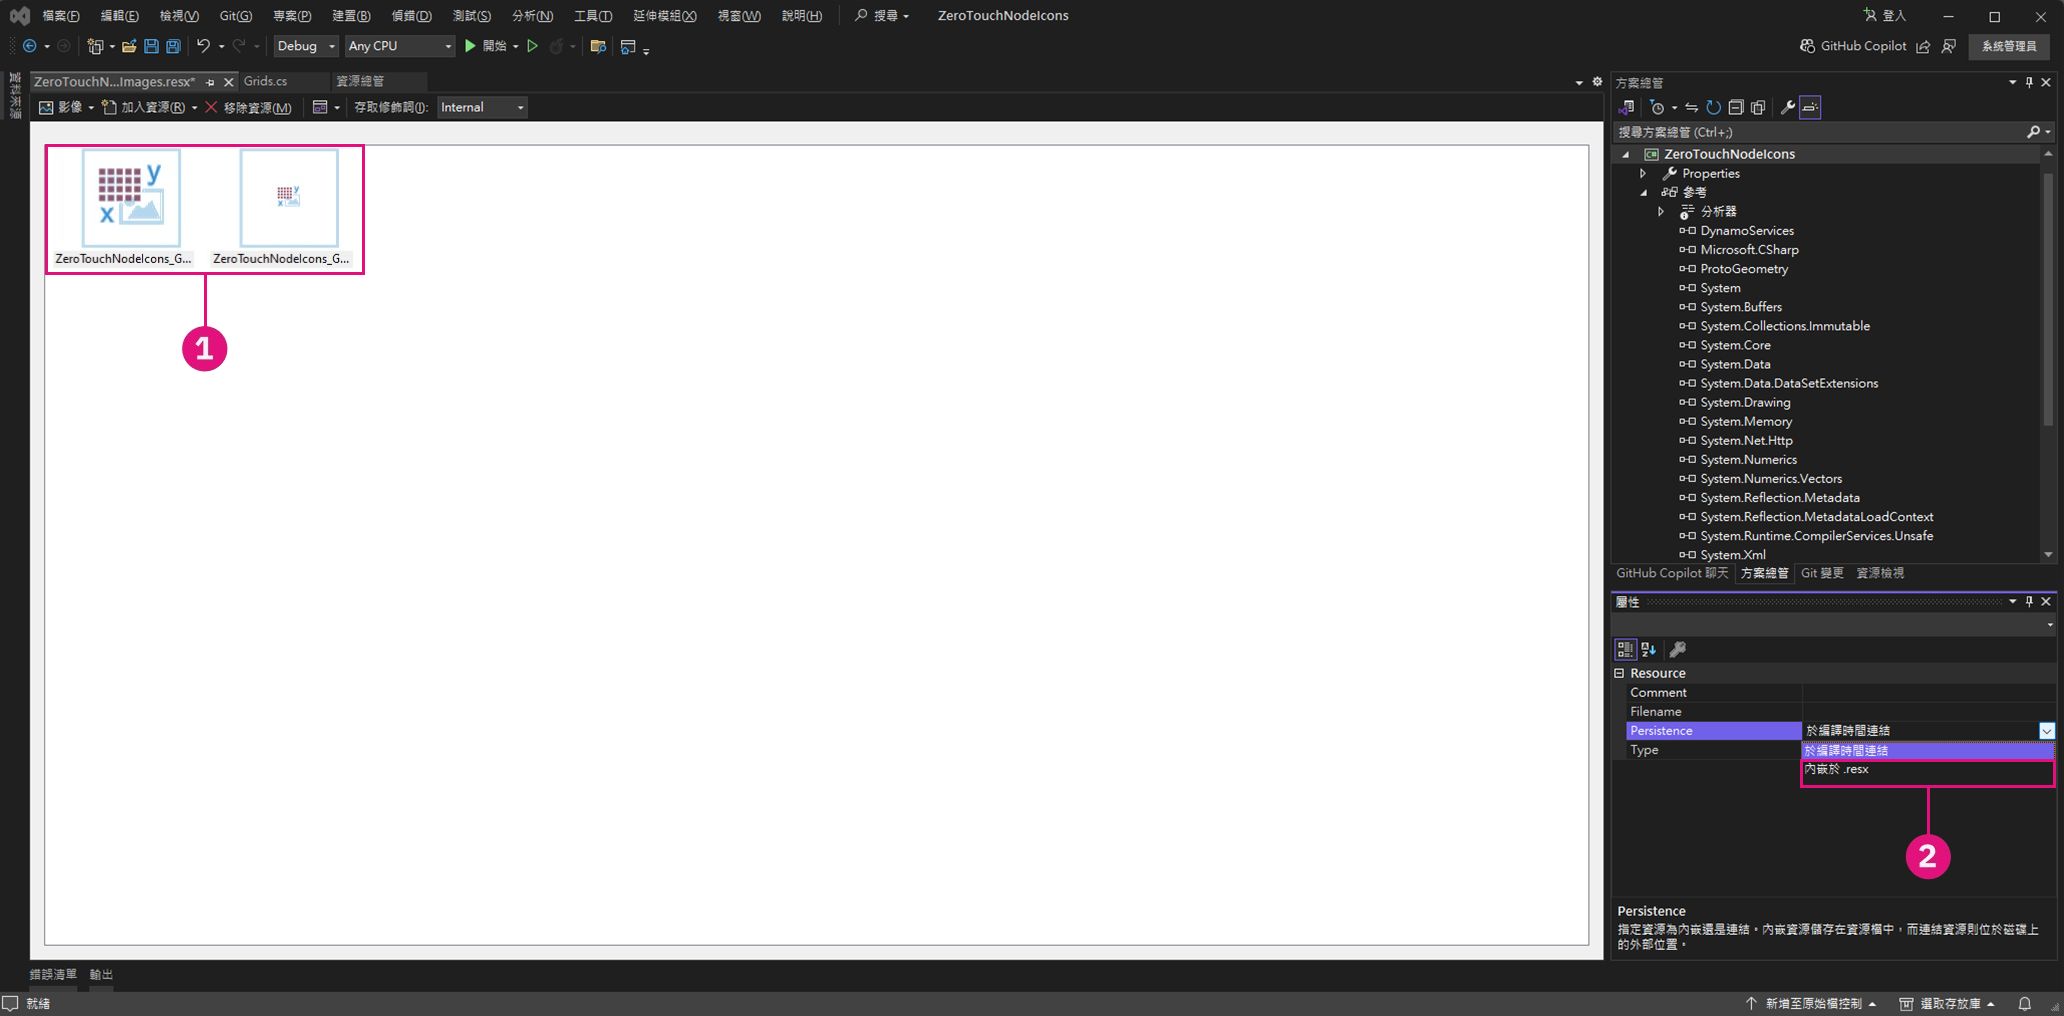 檔案(F) 編輯(E) 檢視(V) Git(G) 專案(P) 建置(B) 偵錯(D) 測試(S) 分析(N) 工具(T) 延伸模組(X) 視窗(W) 說明(H) 搜尋 ZeroTouchNodeIcons 登入
Debug Any CPU 開始 GitHub Copilot 系統管理員
資料來源
ZeroTouchN...Images.resx* Grids.cs 資源總管
影像 加入資源(R) 移除資源(M) 存取修飾詞(I): Internal
ZeroTouchNodeIcons_G... ZeroTouchNodeIcons_G...
1
方案總管
搜尋方案總管 (Ctrl+;)
ZeroTouchNodeIcons
Properties
參考
分析器
DynamoServices
Microsoft.CSharp
ProtoGeometry
System
System.Buffers
System.Collections.Immutable
System.Core
System.Data
System.Data.DataSetExtensions
System.Drawing
System.Memory
System.Net.Http
System.Numerics
System.Numerics.Vectors
System.Reflection.Metadata
System.Reflection.MetadataLoadContext
System.Runtime.CompilerServices.Unsafe
System.Xml
GitHub Copilot 聊天 方案總管 Git 變更 資源檢視
屬性
Resource
Comment
Filename
Persistence 於編譯時間連結
Type 於編譯時間連結
內嵌於 .resx
2
Persistence
指定資源為內嵌還是連結。內嵌資源儲存在資源檔中，而連結資源則位於磁碟上
的外部位置。
錯誤清單 輸出
就緒 新增至原始檔控制 選取存放庫